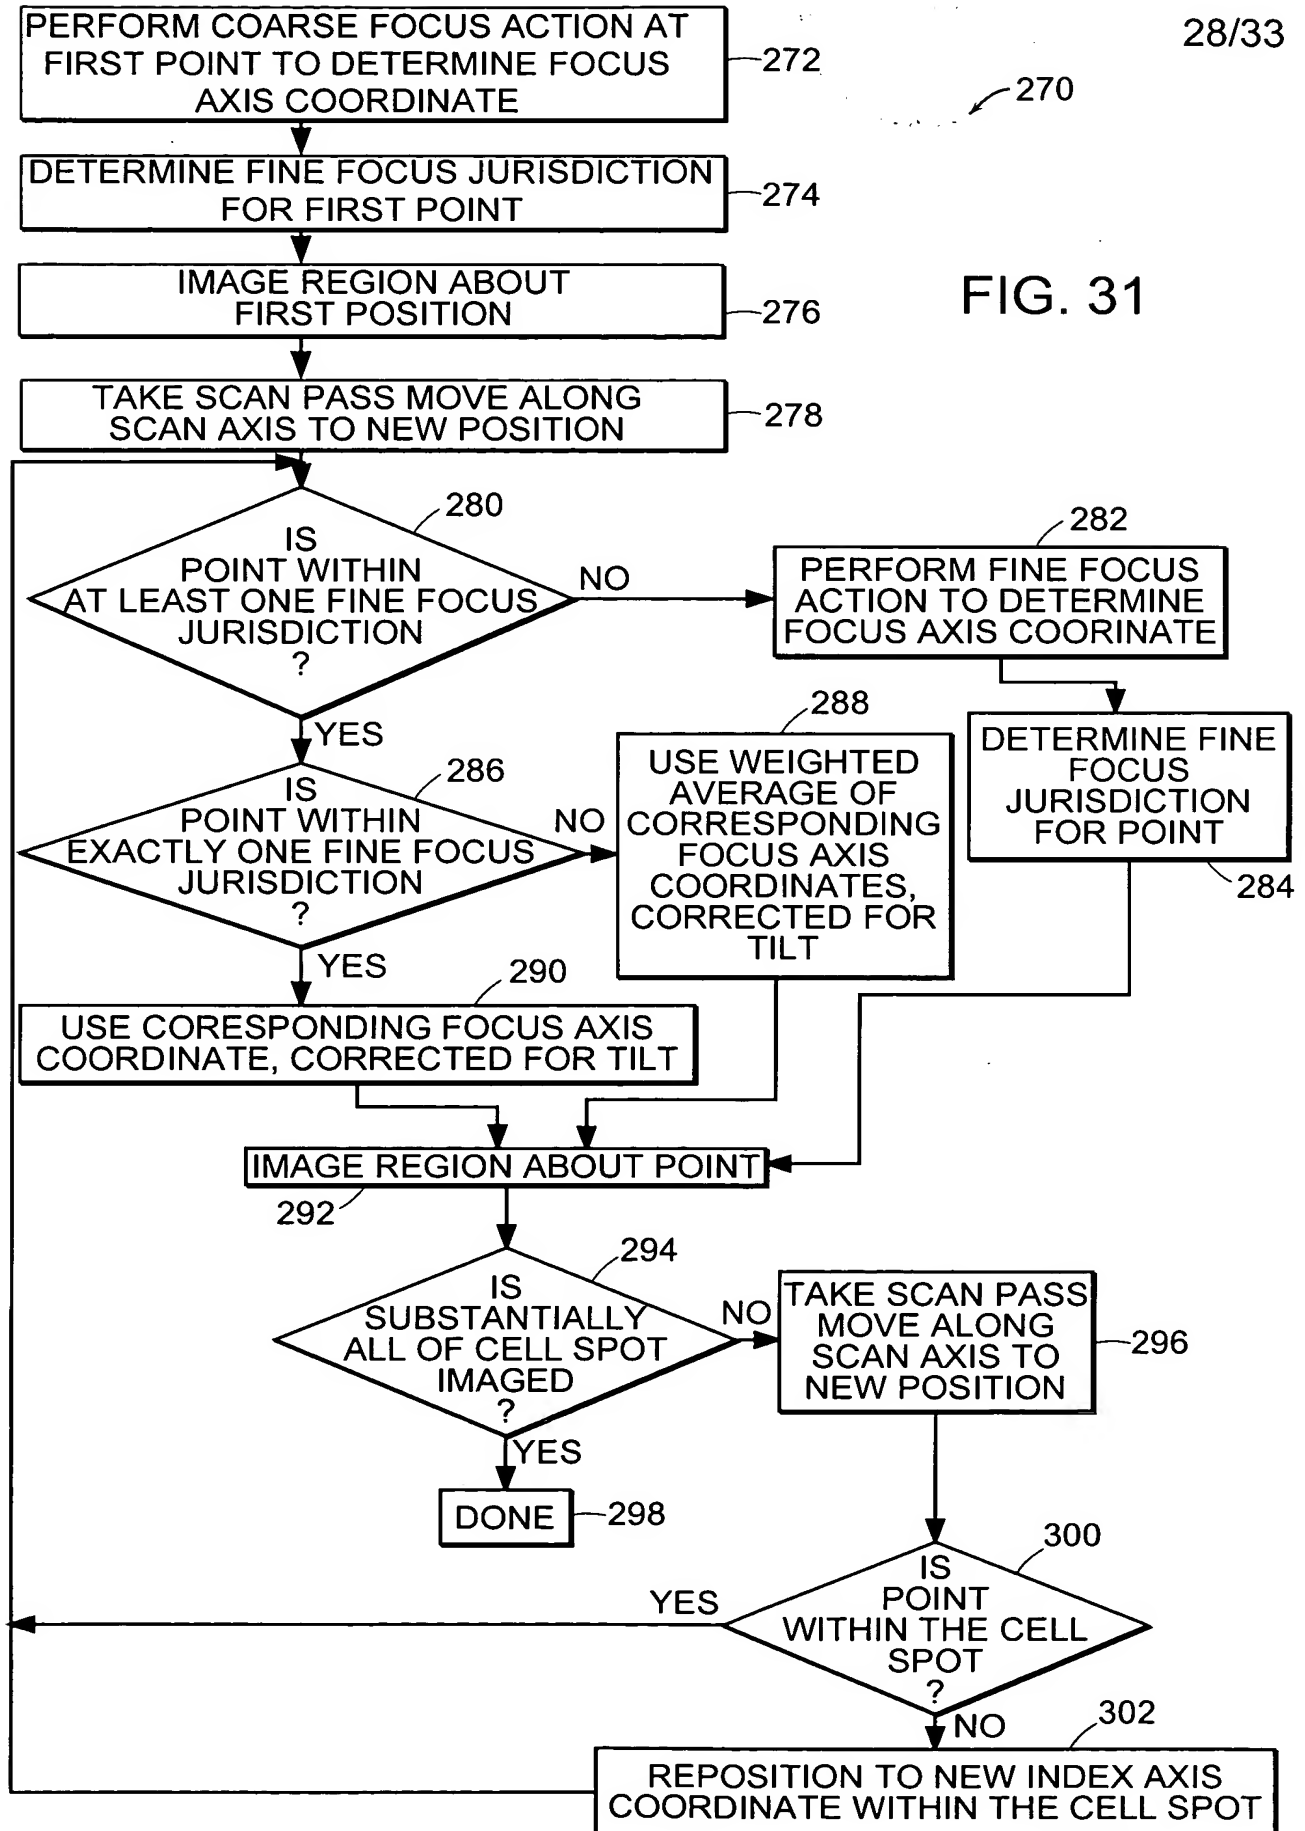 28/33
PERFORM COARSE FOCUS ACTION AT
FIRST POINT TO DETERMINE FOCUS
AXIS COORDINATE
272
270
DETERMINE FINE FOCUS JURISDICTION
FOR FIRST POINT
274
IMAGE REGION ABOUT
FIRST POSITION
276
FIG. 31
TAKE SCAN PASS MOVE ALONG
SCAN AXIS TO NEW POSITION
278
280
IS
POINT WITHIN
AT LEAST ONE FINE FOCUS
JURISDICTION
?
NO
YES
282
PERFORM FINE FOCUS
ACTION TO DETERMINE
FOCUS AXIS COORINATE
DETERMINE FINE
FOCUS
JURISDICTION
FOR POINT
284
286
IS
POINT WITHIN
EXACTLY ONE FINE FOCUS
JURISDICTION
?
NO
YES
288
USE WEIGHTED
AVERAGE OF
CORRESPONDING
FOCUS AXIS
COORDINATES,
CORRECTED FOR
TILT
290
USE CORESPONDING FOCUS AXIS
COORDINATE, CORRECTED FOR TILT
IMAGE REGION ABOUT POINT
292
294
IS
SUBSTANTIALLY
ALL OF CELL SPOT
IMAGED
?
NO
YES
TAKE SCAN PASS
MOVE ALONG
SCAN AXIS TO
NEW POSITION
296
DONE
298
300
IS
POINT
WITHIN THE CELL
SPOT
?
YES
NO
302
REPOSITION TO NEW INDEX AXIS
COORDINATE WITHIN THE CELL SPOT